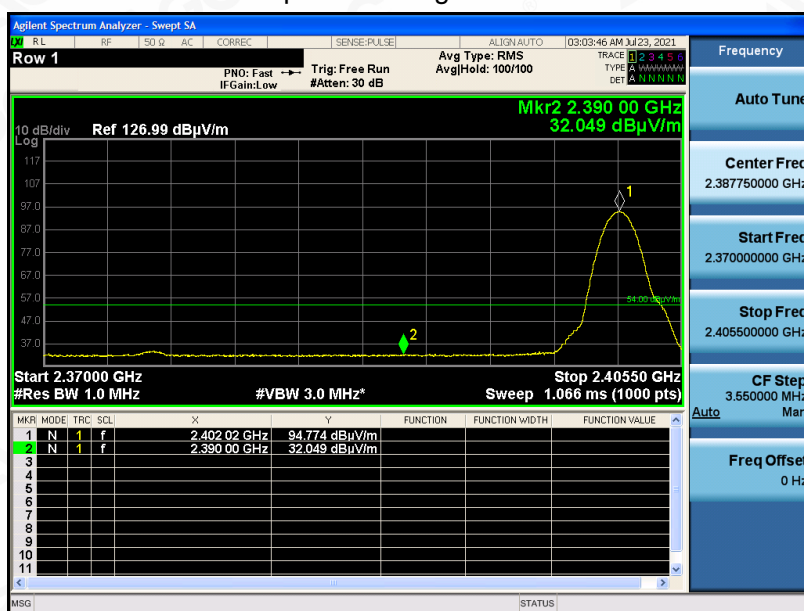 Agilent Spectrum Analyzer - Swept SA
LXI RL RF 50 Ω AC CORREC SENSE:PULSE ALIGN AUTO 03:03:46 AM Jul 23, 2021
Row 1
PNO: Fast
IFGain:Low
Trig: Free Run
#Atten: 30 dB
Avg Type: RMS
Avg|Hold: 100/100
TRACE 1 2 3 4 5 6
TYPE A WWWWW
DET A N N N N N
Mkr2 2.390 00 GHz
32.049 dBµV/m
10 dB/div Ref 126.99 dBµV/m
Log
117
107
97.0
87.0
77.0
67.0
57.0
47.0
37.0
1
54.00 dBµV/m
2
Start 2.37000 GHz Stop 2.40550 GHz
#Res BW 1.0 MHz #VBW 3.0 MHz* Sweep 1.066 ms (1000 pts)
MKR MODE TRC SCL X Y FUNCTION FUNCTION WIDTH FUNCTION VALUE
1 N 1 f 2.402 02 GHz 94.774 dBµV/m
2 N 1 f 2.390 00 GHz 32.049 dBµV/m
3
4
5
6
7
8
9
10
11
MSG STATUS
Frequency
Auto Tune
Center Freq
2.387750000 GHz
Start Freq
2.370000000 GHz
Stop Freq
2.405500000 GHz
CF Step
3.550000 MHz
Auto Man
Freq Offset
0 Hz